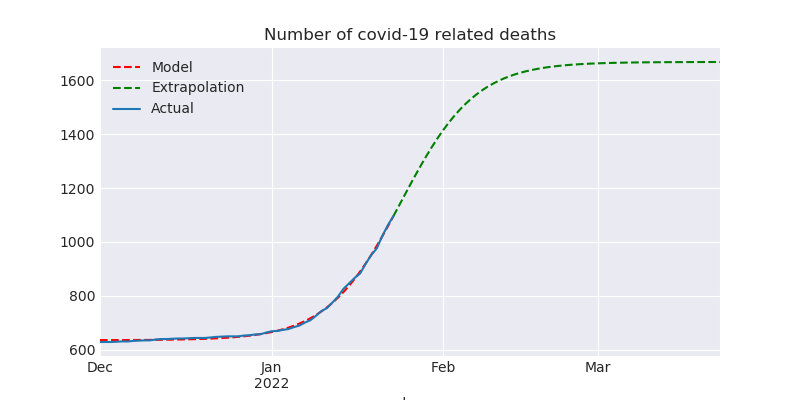 Number of covid-19 related deaths
Model
Extrapolation
Actual
1600
1400
1200
1000
800
600
Dec
Jan
Feb
Mar
2022